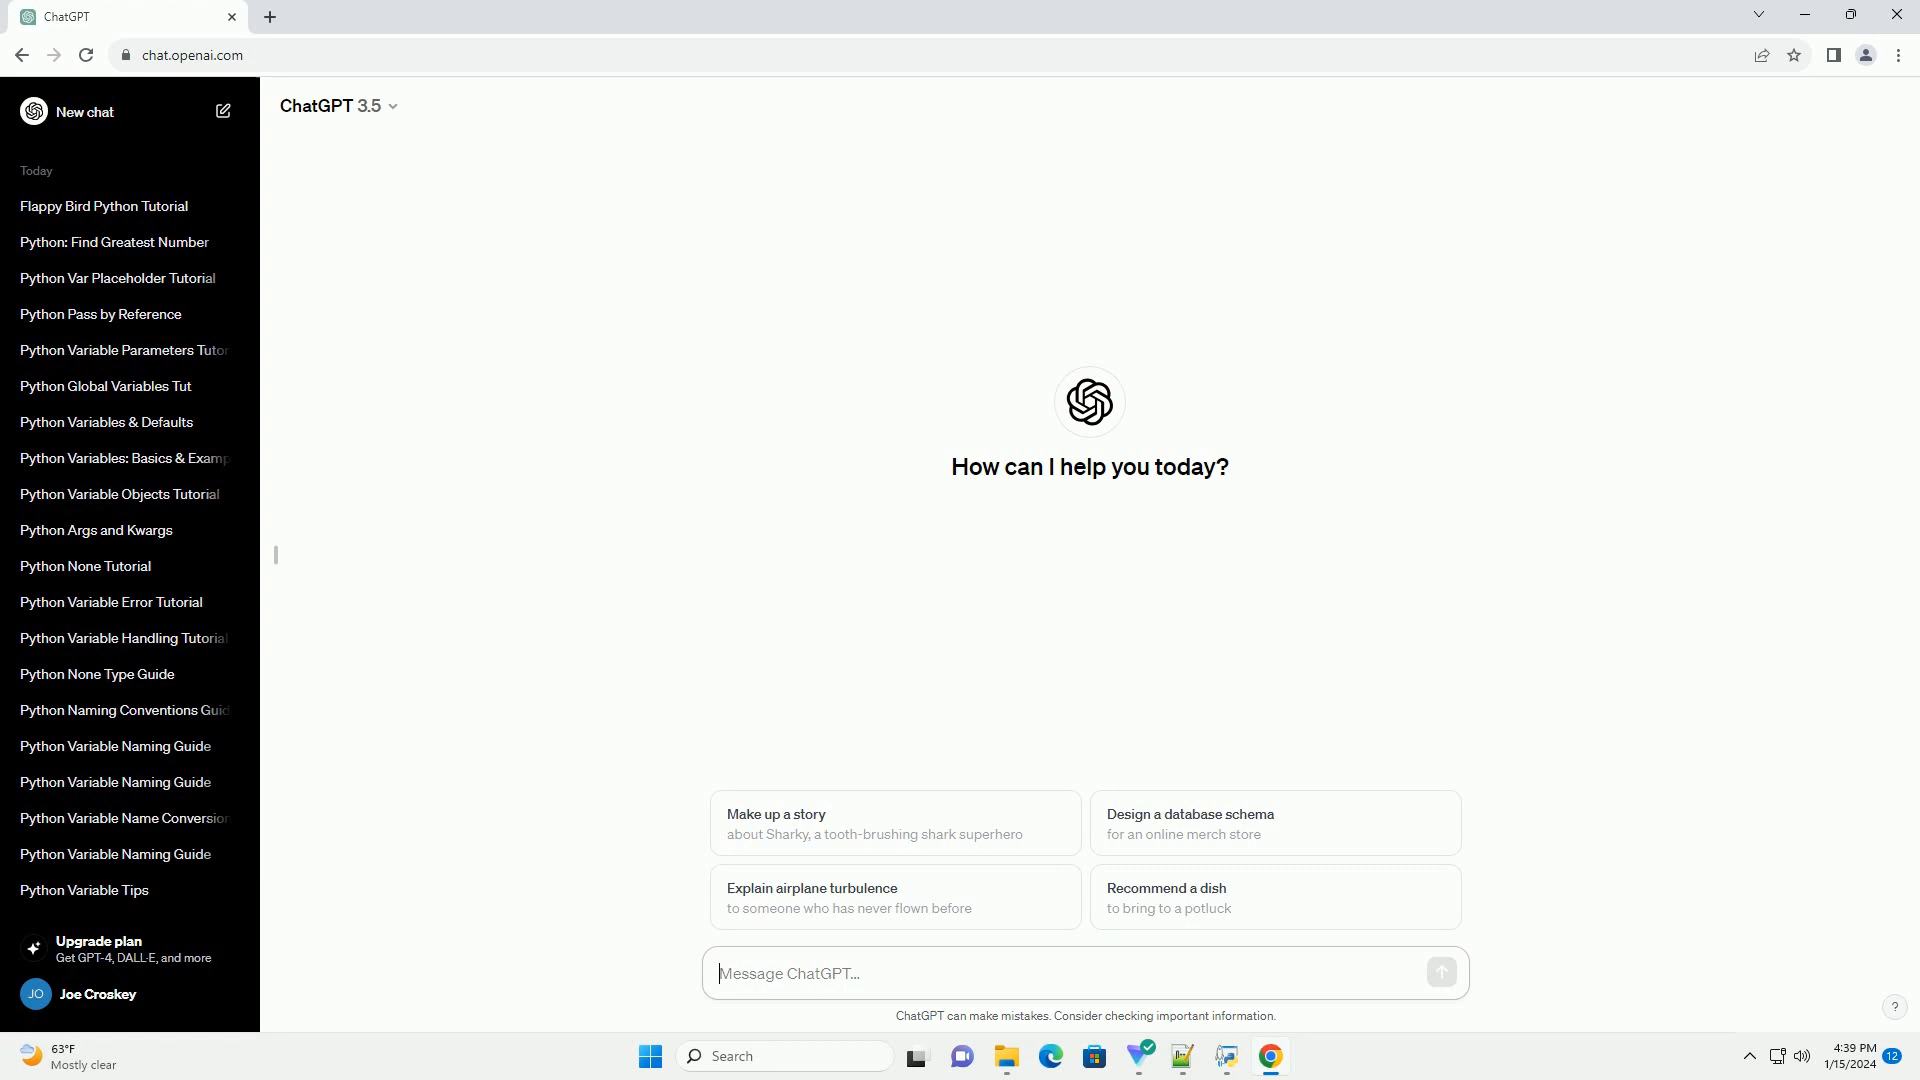 ChatGPT
chat.openai.com
New chat
ChatGPT 3.5
Today
Flappy Bird Python Tutorial
Python: Find Greatest Number
Python Var Placeholder Tutorial
Python Pass by Reference
Python Variable Parameters Tutor
Python Global Variables Tut
Python Variables & Defaults
Python Variables: Basics & Examp
Python Variable Objects Tutorial
Python Args and Kwargs
Python None Tutorial
Python Variable Error Tutorial
Python Variable Handling Tutorial
Python None Type Guide
Python Naming Conventions Guid
Python Variable Naming Guide
Python Variable Naming Guide
Python Variable Name Conversion
Python Variable Naming Guide
Python Variable Tips
Upgrade plan
Get GPT-4, DALL·E, and more
JO Joe Croskey
How can I help you today?
Make up a story
about Sharky, a tooth-brushing shark superhero
Design a database schema
for an online merch store
Explain airplane turbulence
to someone who has never flown before
Recommend a dish
to bring to a potluck
Message ChatGPT...
ChatGPT can make mistakes. Consider checking important information.
?
63°F
Mostly clear
Search
4:39 PM
1/15/2024
12